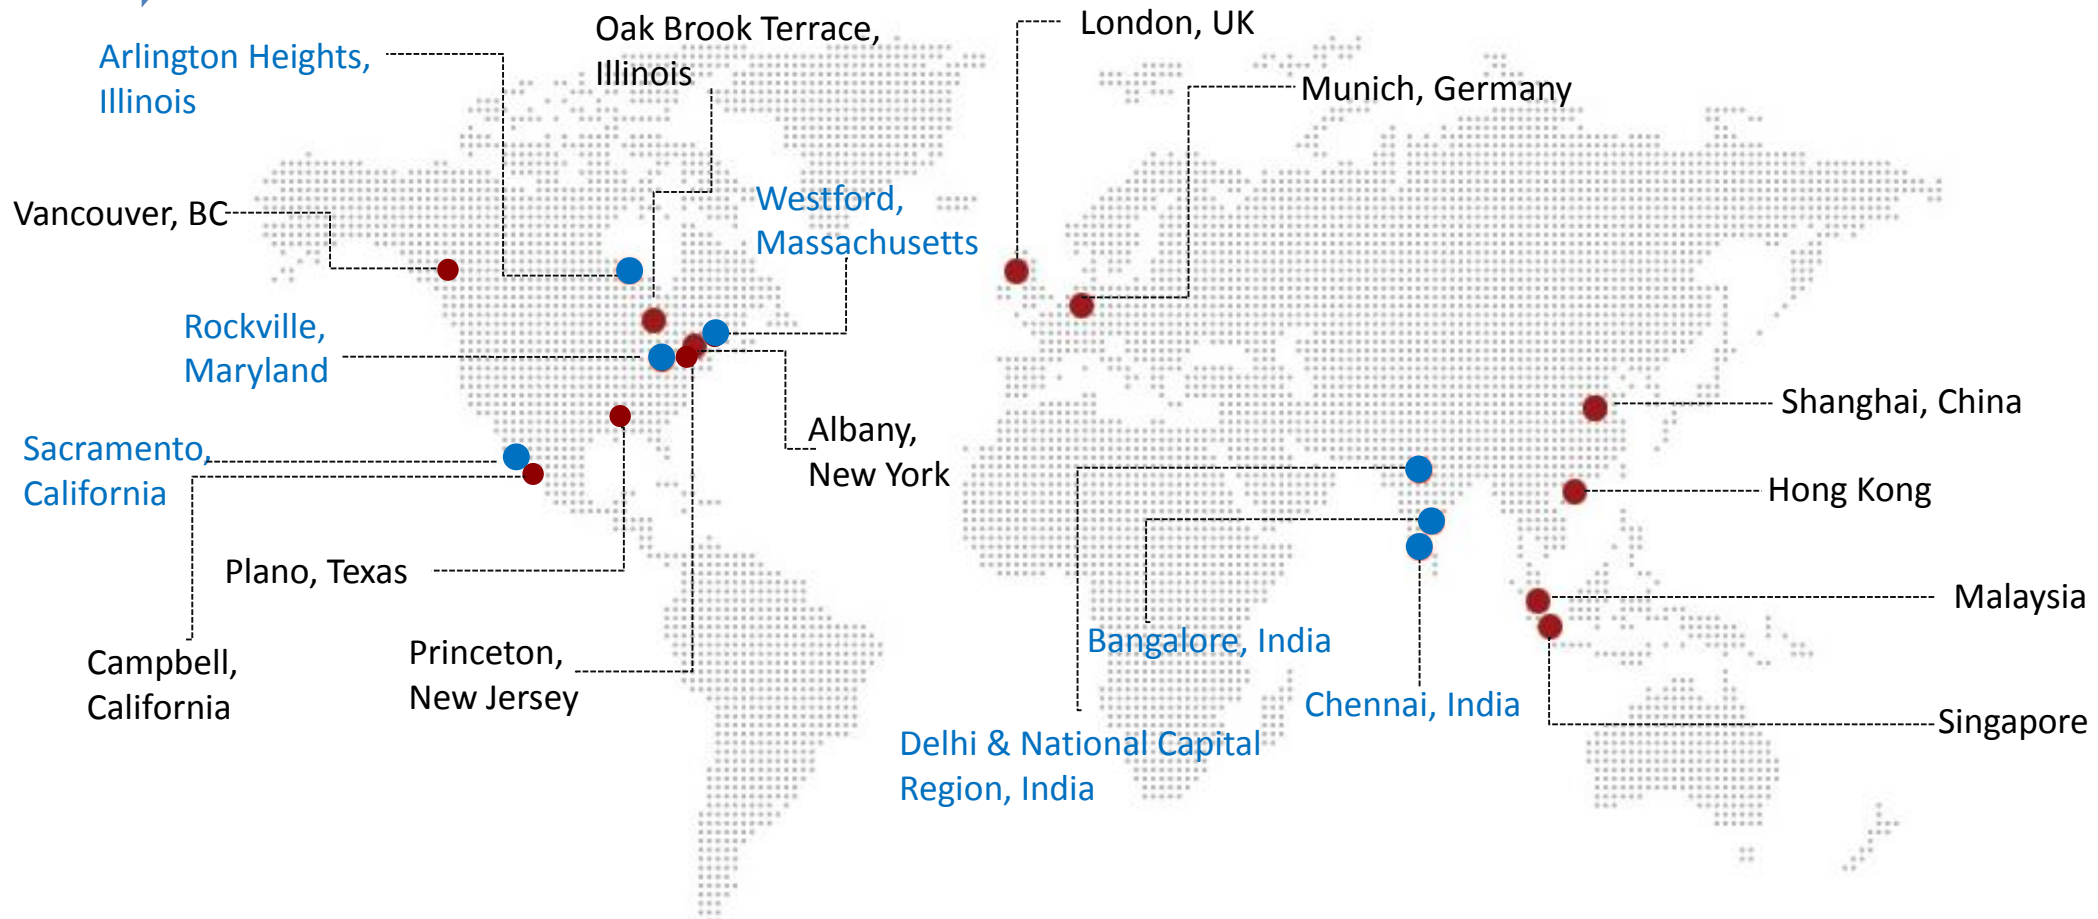 Oak Brook Terrace,
Illinois
London, UK
Arlington Heights,
Illinois
Munich, Germany
Vancouver, BC
Westford,
Massachusetts
Rockville,
Maryland
Shanghai, China
Albany,
New York
Sacramento,
California
Hong Kong
Plano, Texas
Malaysia
Campbell,
California
Princeton,
New Jersey
Bangalore, India
Chennai, India
Singapore
Delhi & National Capital
Region, India